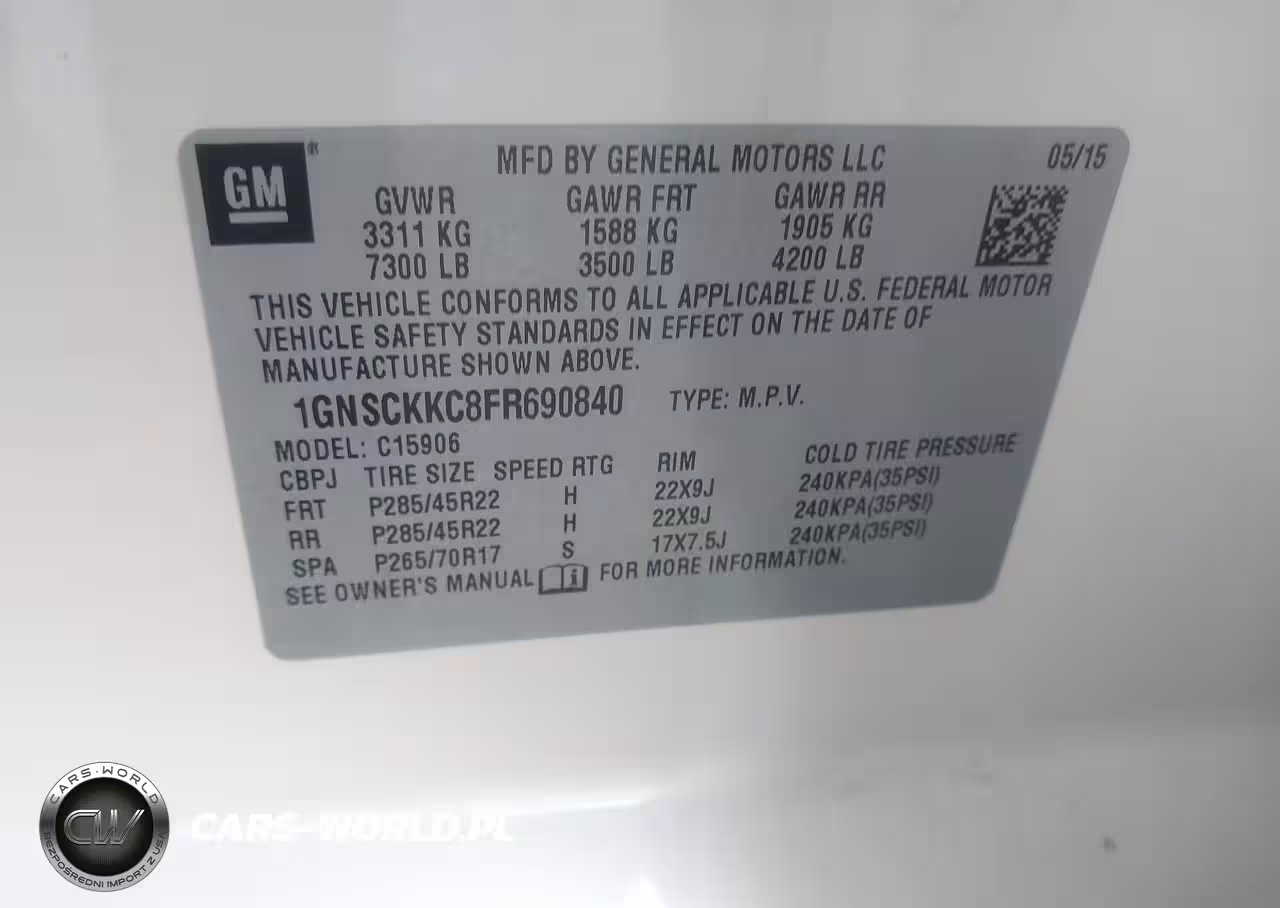 GM®
MFD BY GENERAL MOTORS LLC 05/15
GVWR GAWR FRT GAWR RR
3311 KG 1588 KG 1905 KG
7300 LB 3500 LB 4200 LB
THIS VEHICLE CONFORMS TO ALL APPLICABLE U.S. FEDERAL MOTOR
VEHICLE SAFETY STANDARDS IN EFFECT ON THE DATE OF
MANUFACTURE SHOWN ABOVE.
1GNSCKKC8FR690840 TYPE: M.P.V.
MODEL: C15906
CBPJ TIRE SIZE SPEED RTG RIM COLD TIRE PRESSURE
FRT P285/45R22 H 22X9J 240KPA(35PSI)
RR P285/45R22 H 22X9J 240KPA(35PSI)
SPA P265/70R17 S 17X7.5J 240KPA(35PSI)
SEE OWNER'S MANUAL FOR MORE INFORMATION.
CARS-WORLD
CW
BEZPOŚREDNI IMPORT Z USA
CARS-WORLD.PL